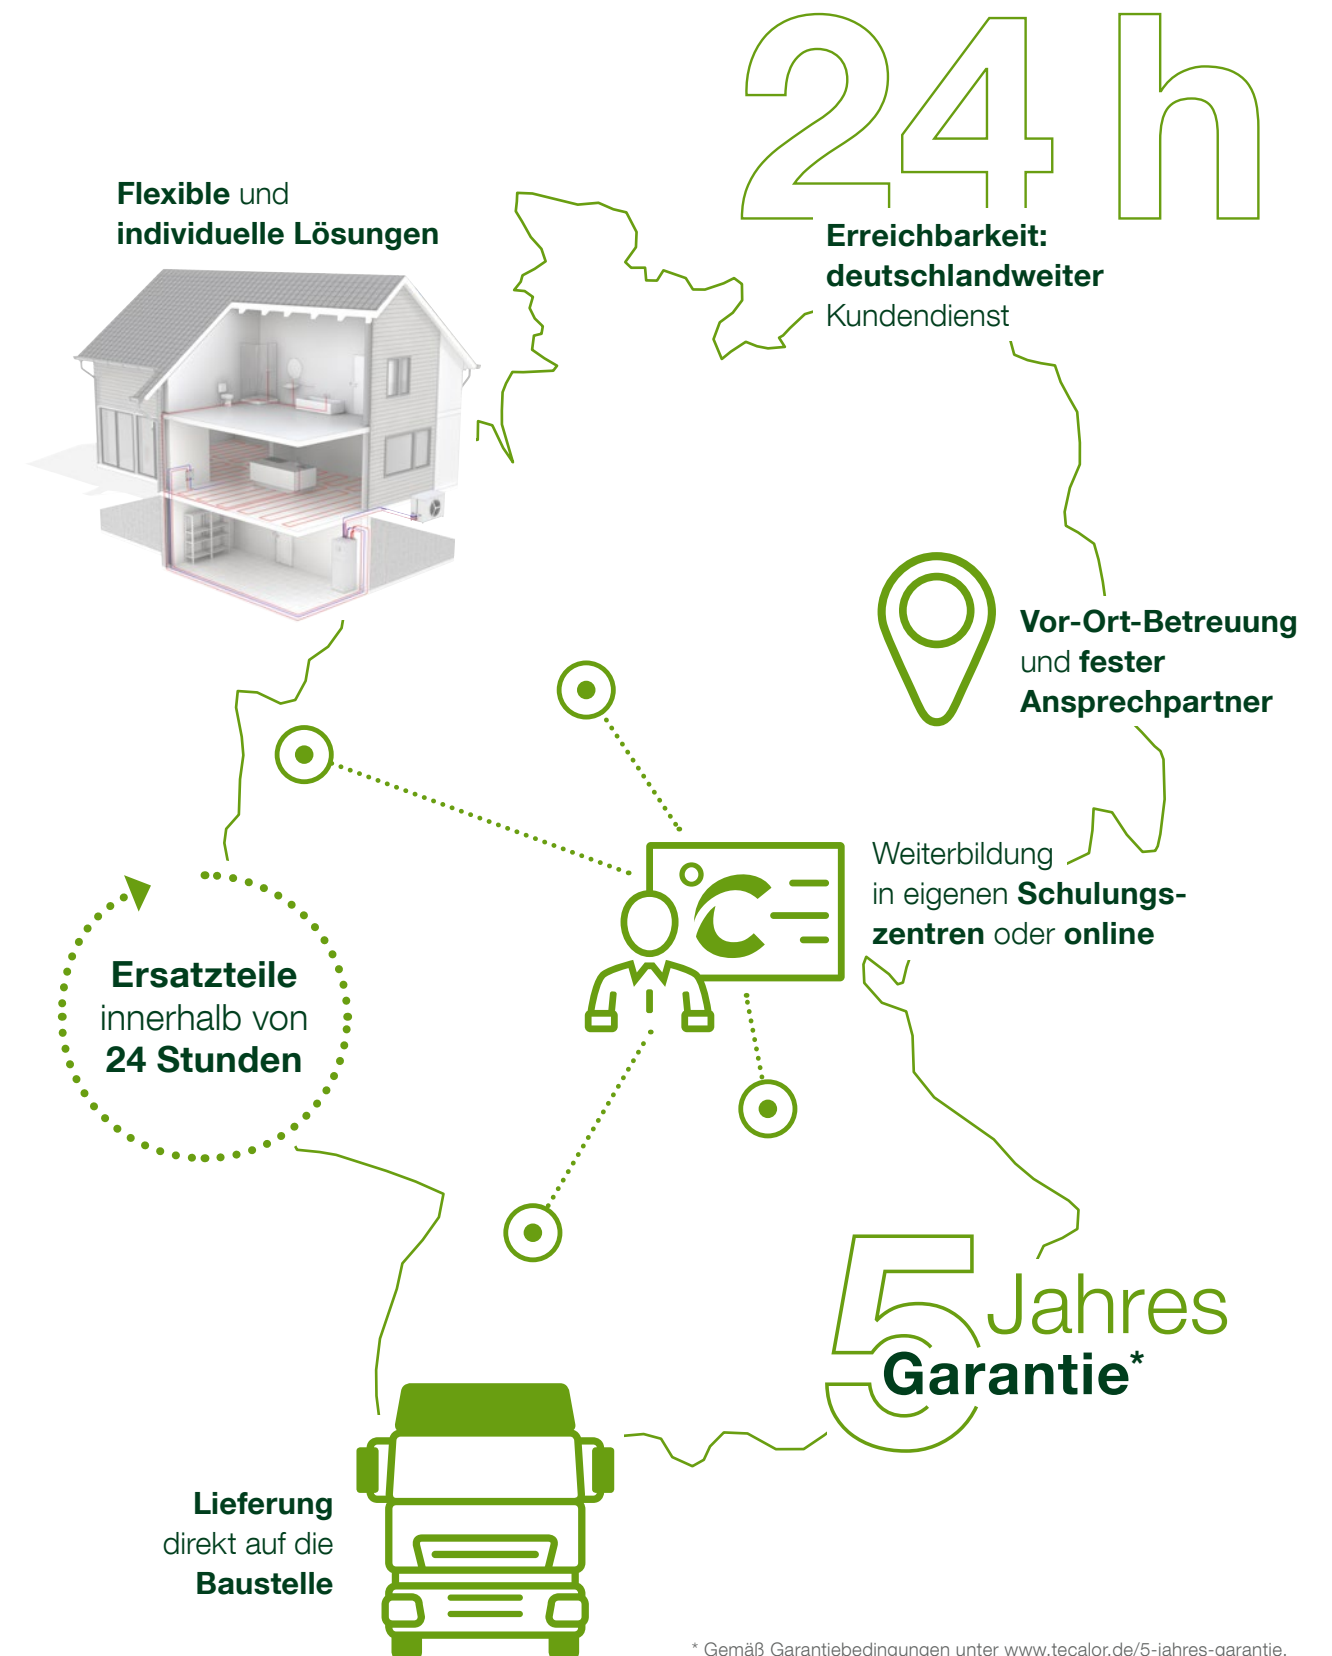 24 h
Flexible und
individuelle Lösungen
Erreichbarkeit:
deutschlandweiter
Kundendienst
Vor-Ort-Betreuung
und fester
Ansprechpartner
Weiterbildung
in eigenen Schulungs-
zentren oder online
Ersatzteile
innerhalb von
24 Stunden
5 Jahres
Garantie*
Lieferung
direkt auf die
Baustelle
* Gemäß Garantiebedingungen unter www.tecalor.de/5-jahres-garantie.